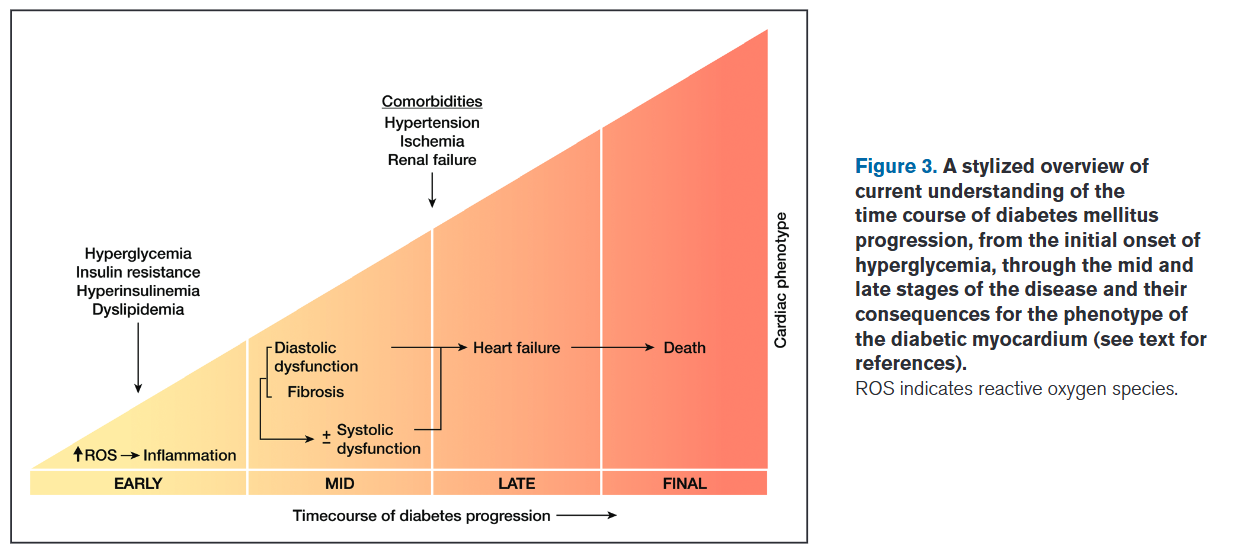 Comorbidities
Hypertension
Ischemia
Renal failure
Hyperglycemia
Insulin resistance
Hyperinsulinemia
Dyslipidemia
Diastolic
dysfunction
Fibrosis
± Systolic
dysfunction
Heart failure
Death
↑ROS → Inflammation
EARLY
MID
LATE
FINAL
Timecourse of diabetes progression →
Cardiac phenotype
Figure 3. A stylized overview of
current understanding of the
time course of diabetes mellitus
progression, from the initial onset of
hyperglycemia, through the mid and
late stages of the disease and their
consequences for the phenotype of
the diabetic myocardium (see text for
references).
ROS indicates reactive oxygen species.